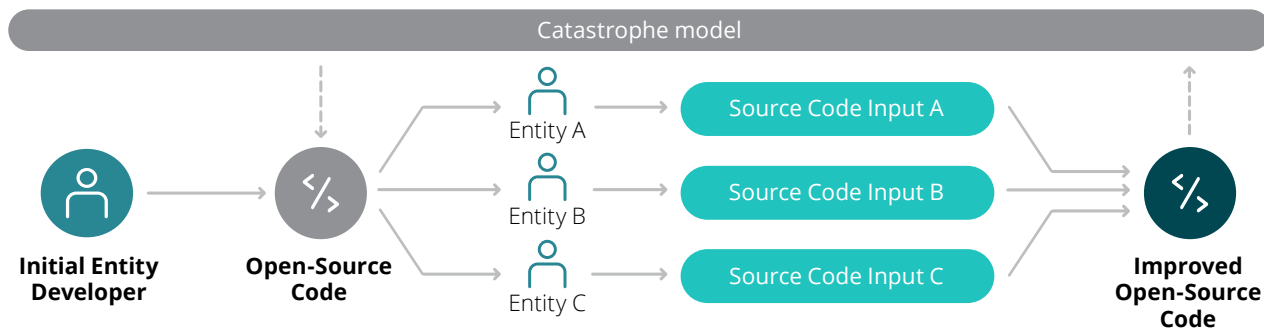 Catastrophe model
Entity A
Source Code Input A
Entity B
Source Code Input B
Entity C
Source Code Input C
Initial Entity
Developer
Open-Source
Code
Improved
Open-Source
Code